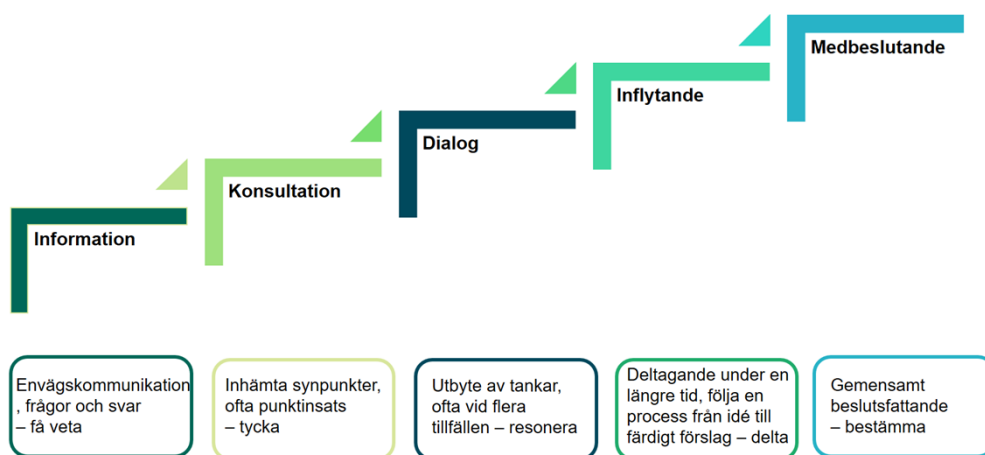 Medbeslutande
Inflytande
Dialog
Konsultation
Information
Envägskommunikation
, frågor och svar
– få veta
Inhämta synpunkter,
ofta punktinsats
– tycka
Utbyte av tankar,
ofta vid flera
tillfällen – resonera
Deltagande under en
längre tid, följa en
process från idé till
färdigt förslag – delta
Gemensamt
beslutsfattande
– bestämma